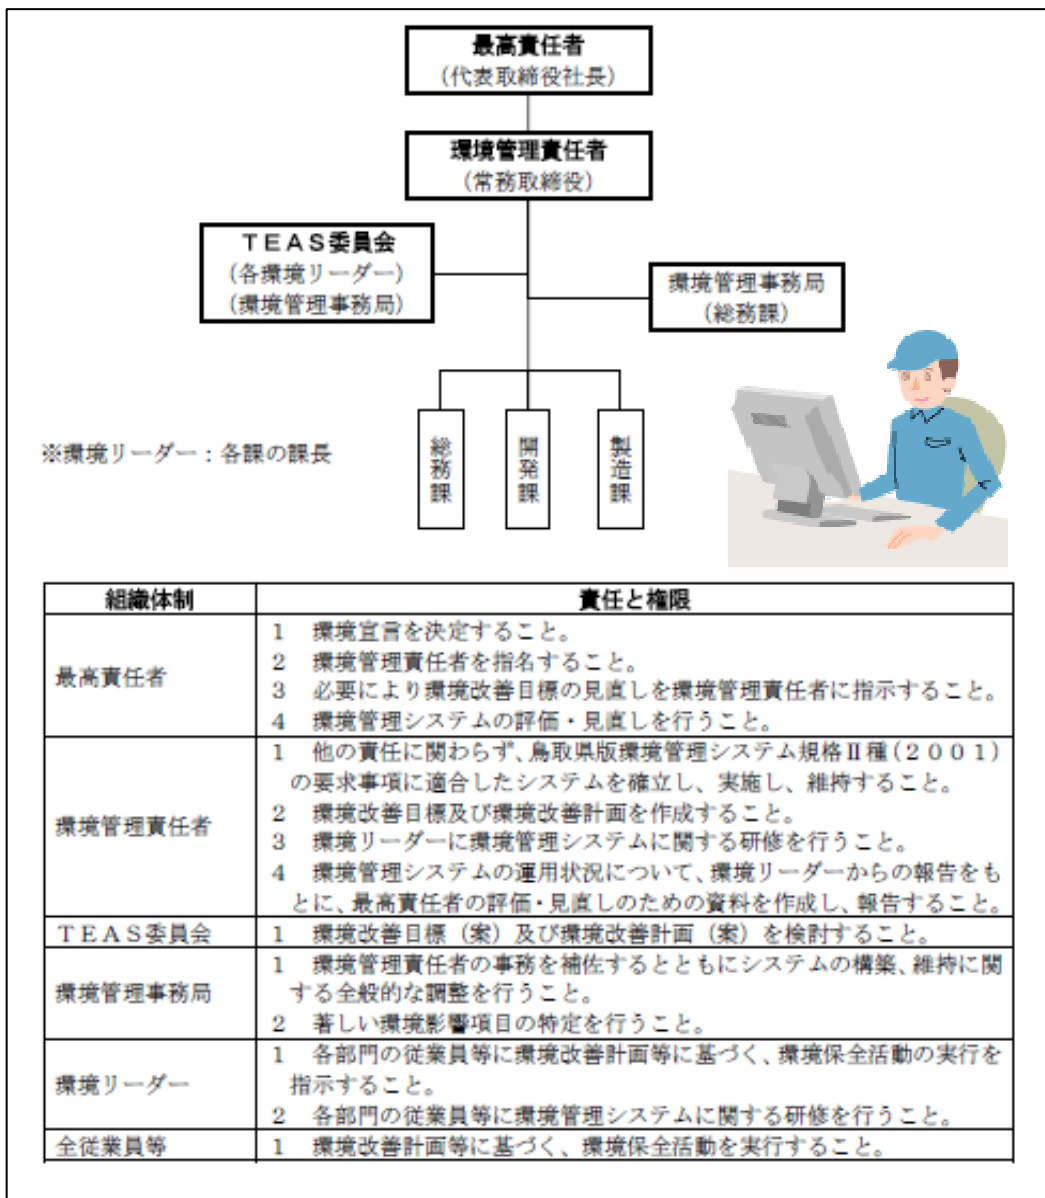 最高責任者
（代表取締役社長）
環境管理責任者
（常務取締役）
ＴＥＡＳ委員会
（各環境リーダー）
（環境管理事務局）
環境管理事務局
（総務課）
※環境リーダー：各課の課長
総務課
開発課
製造課
組織体制
責任と権限
最高責任者
1　環境宣言を決定すること。
2　環境管理責任者を指名すること。
3　必要により環境改善目標の見直しを環境管理責任者に指示すること。
4　環境管理システムの評価・見直しを行うこと。
環境管理責任者
1　他の責任に関わらず、鳥取県版環境管理システム規格Ⅱ種(２００１)
の要求事項に適合したシステムを確立し、実施し、維持すること。
2　環境改善目標及び環境改善計画を作成すること。
3　環境リーダーに環境管理システムに関する研修を行うこと。
4　環境管理システムの運用状況について、環境リーダーからの報告をも
とに、最高責任者の評価・見直しのための資料を作成し、報告すること。
ＴＥＡＳ委員会
1　環境改善目標（案）及び環境改善計画（案）を検討すること。
環境管理事務局
1　環境管理責任者の事務を補佐するとともにシステムの構築、維持に関
する全般的な調整を行うこと。
2　著しい環境影響項目の特定を行うこと。
環境リーダー
1　各部門の従業員等に環境改善計画等に基づく、環境保全活動の実行を
指示すること。
2　各部門の従業員等に環境管理システムに関する研修を行うこと。
全従業員等
1　環境改善計画等に基づく、環境保全活動を実行すること。